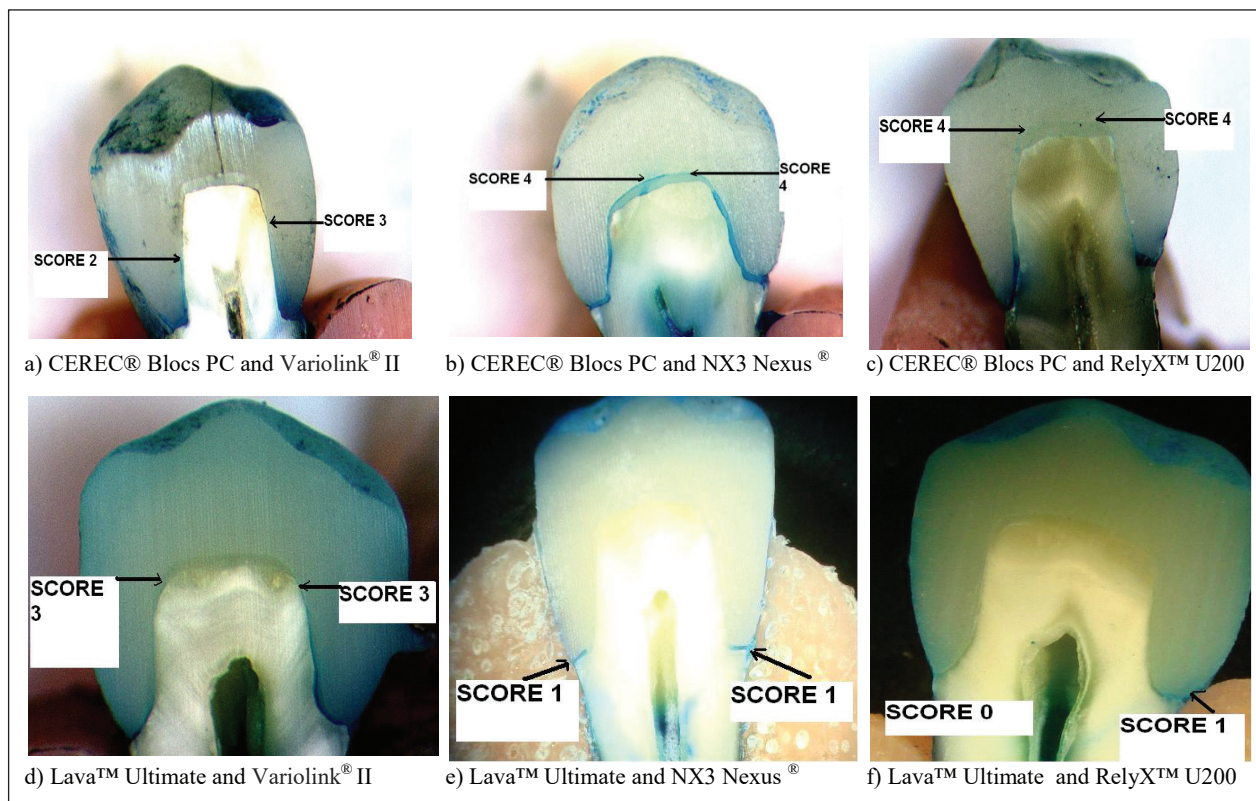 SCORE 3
SCORE 2
a) CEREC® Blocs PC and Variolink® II
SCORE 4
SCORE
4
b) CEREC® Blocs PC and NX3 Nexus ®
SCORE 4
SCORE 4
c) CEREC® Blocs PC and RelyX™ U200
SCORE
3
SCORE 3
d) Lava™ Ultimate and Variolink® II
SCORE 1
SCORE 1
e) Lava™ Ultimate and NX3 Nexus ®
SCORE 0
SCORE 1
f) Lava™ Ultimate and RelyX™ U200